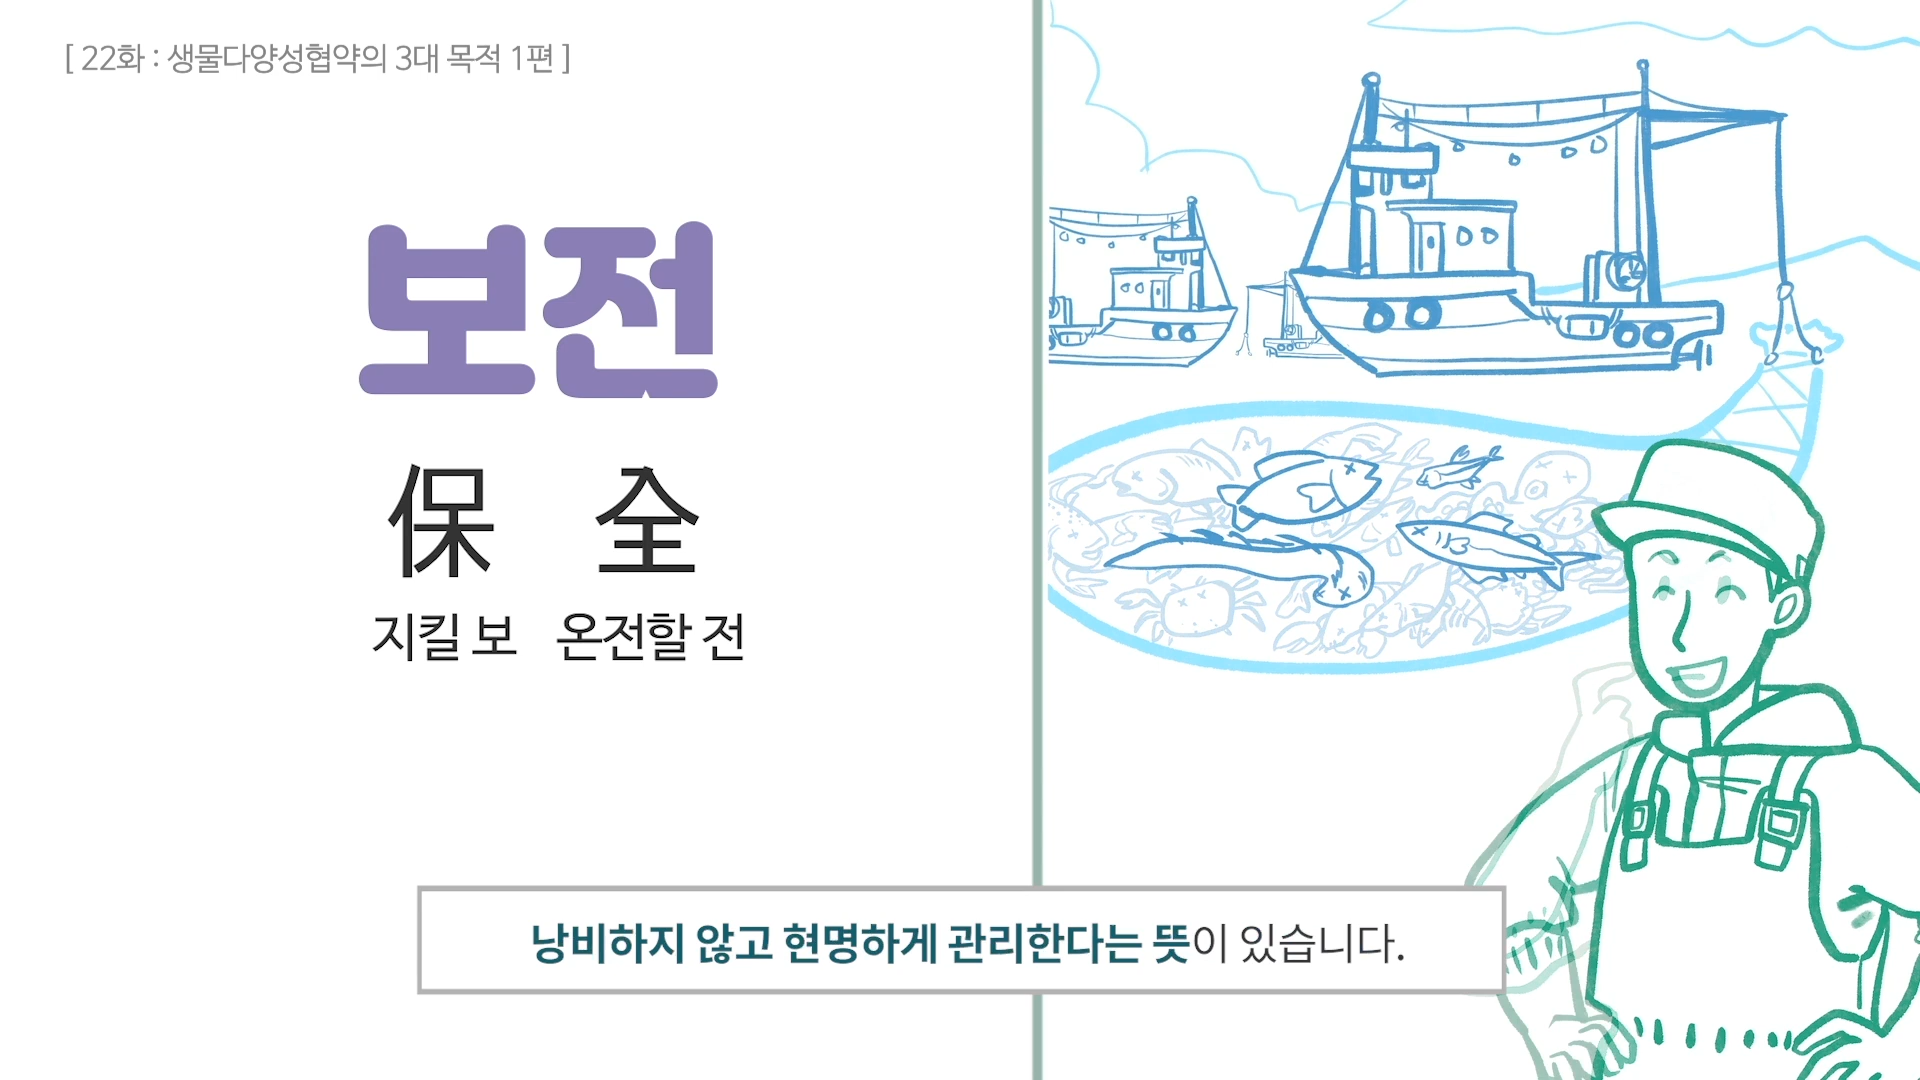 [ 22화 : 생물다양성협약의 3대 목적 1편 ]
보전
保 全
지킬 보 온전할 전
낭비하지 않고 현명하게 관리한다는 뜻이 있습니다.